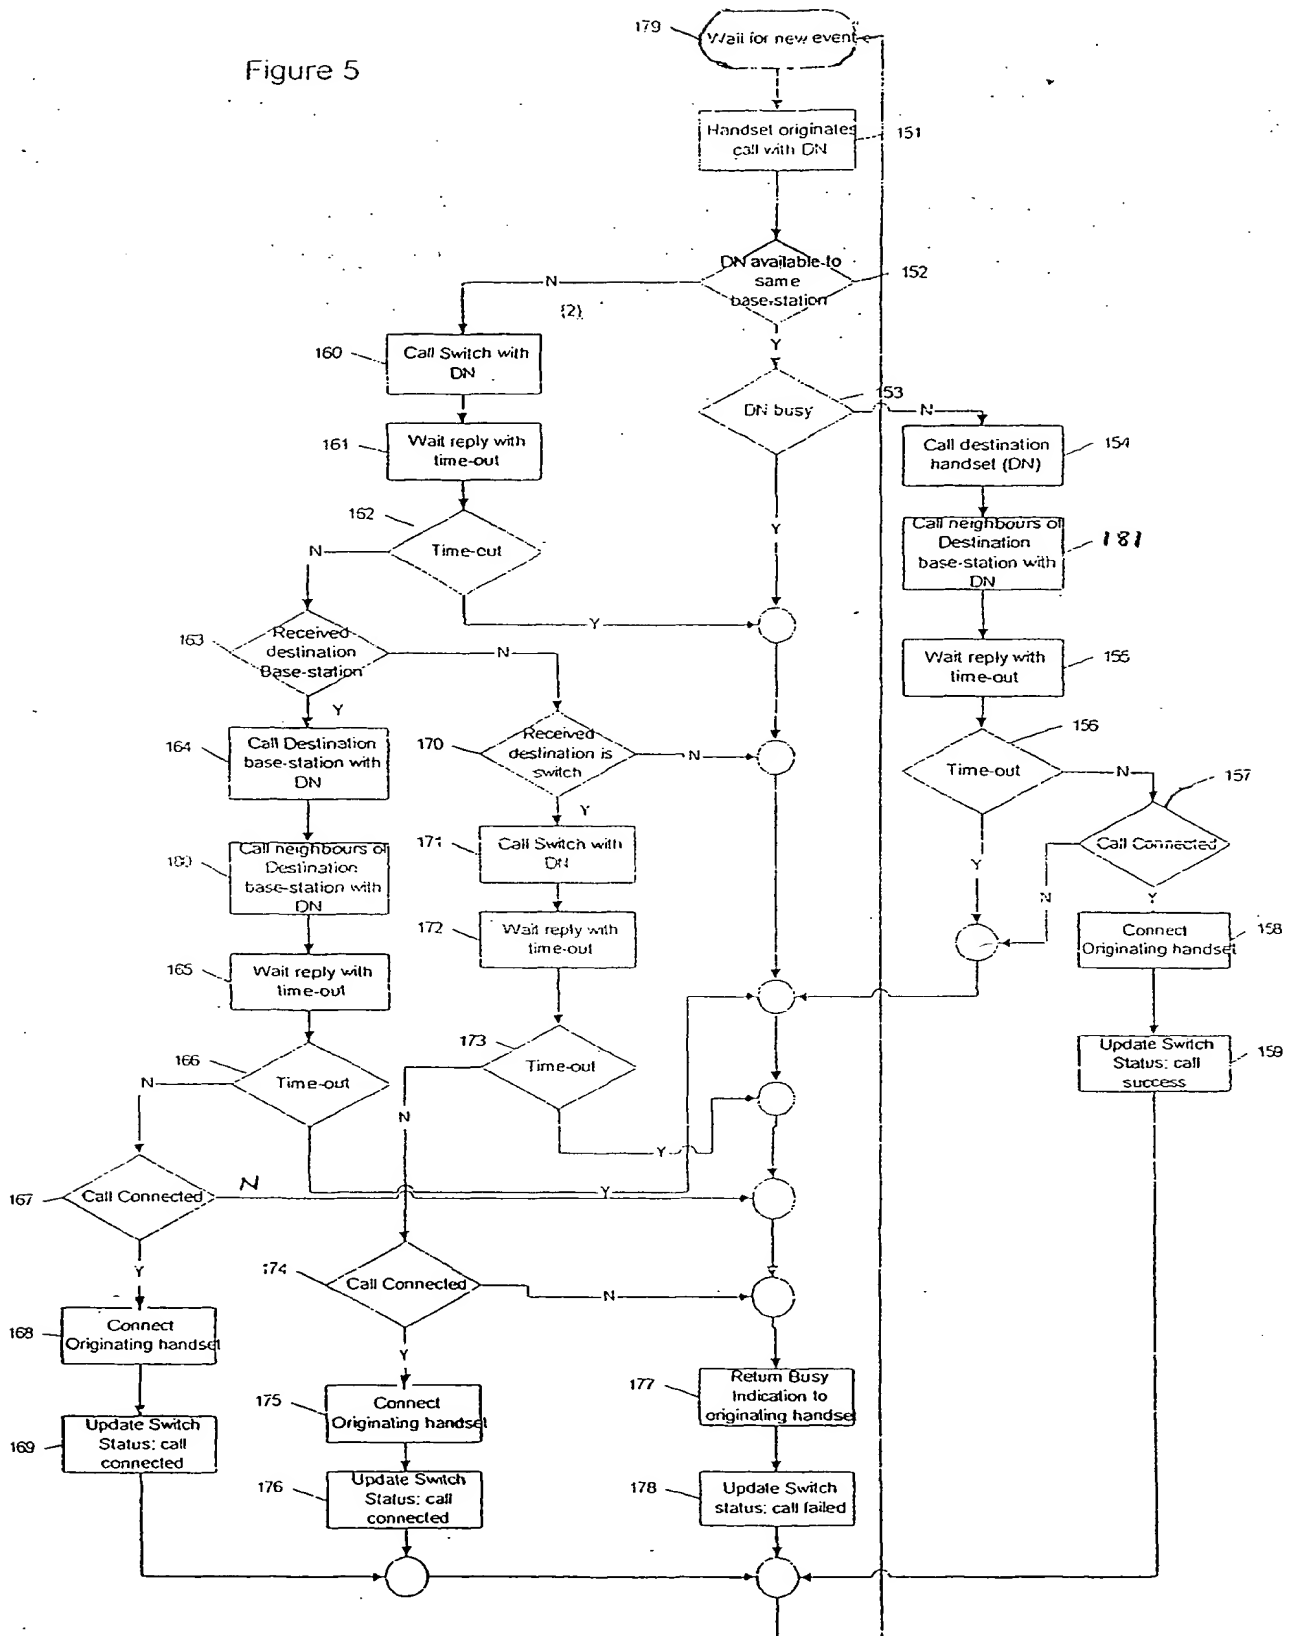 Figure 5
179
Wait for new event
Handset originates
call with DN
151
DN available to
same
base-station
152
N
{2}
Y
160
Call Switch with
DN
DN busy
153
N
161
Wait reply with
time-out
Call destination
handset (DN)
154
162
Time-out
N
Y
Y
Call neighbours of
Destination
base-station with
DN
181
163
Received
destination
Base-station
N
Y
Wait reply with
time-out
155
164
Call Destination
base-station with
DN
170
Received
destination is
switch
N
Y
156
Time-out
N
Y
157
Call Connected
N
Y
180
Call neighbours of
Destination
base-station with
DN
171
Call Switch with
DN
172
Wait reply with
time-out
Connect
Originating handset
158
165
Wait reply with
time-out
166
Time-out
N
Y
173
Time-out
N
Y
Update Switch
Status: call
success
159
167
Call Connected
N
Y
174
Call Connected
N
Y
168
Connect
Originating handset
175
Connect
Originating handset
177
Return Busy
Indication to
originating handset
169
Update Switch
Status: call
connected
176
Update Switch
Status: call
connected
178
Update Switch
status: call failed